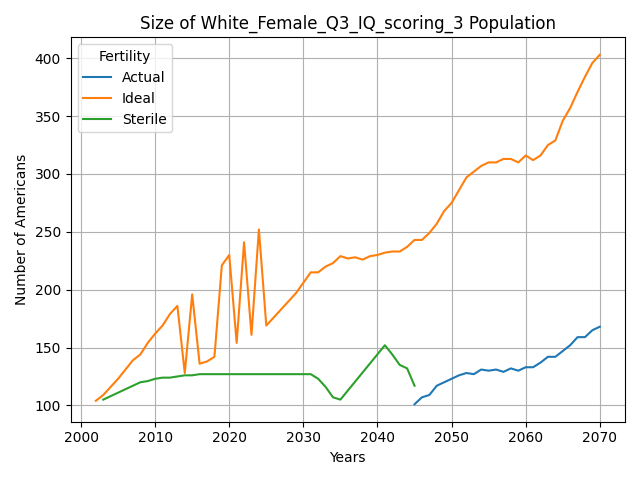 Size of White_Female_Q3_IQ_scoring_3 Population
Fertility
Actual
Ideal
Sterile
Number of Americans
400
350
300
250
200
150
100
2000 2010 2020 2030 2040 2050 2060 2070
Years